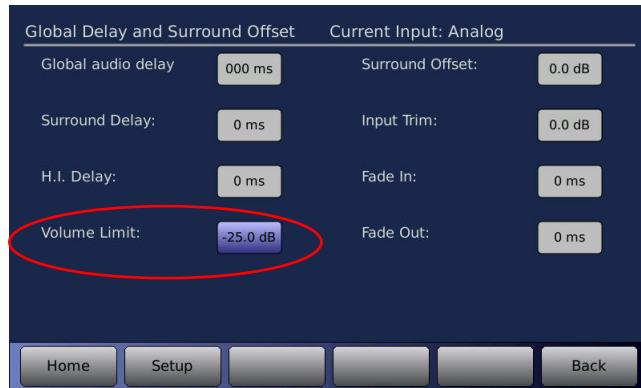 Global Delay and Surround Offset Current Input: Analog
Global audio delay 000 ms Surround Offset: 0.0 dB
Surround Delay: 0 ms Input Trim: 0.0 dB
H.I. Delay: 0 ms Fade In: 0 ms
Volume Limit: -25.0 dB Fade Out: 0 ms
Home Setup Back